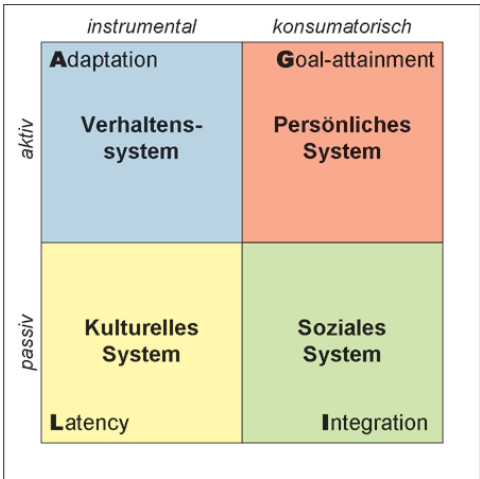 instrumental
konsumatorisch
aktiv
Adaptation
Verhaltens-
system
Goal-attainment
Persönliches
System
passiv
Kulturelles
System
Latency
Soziales
System
Integration